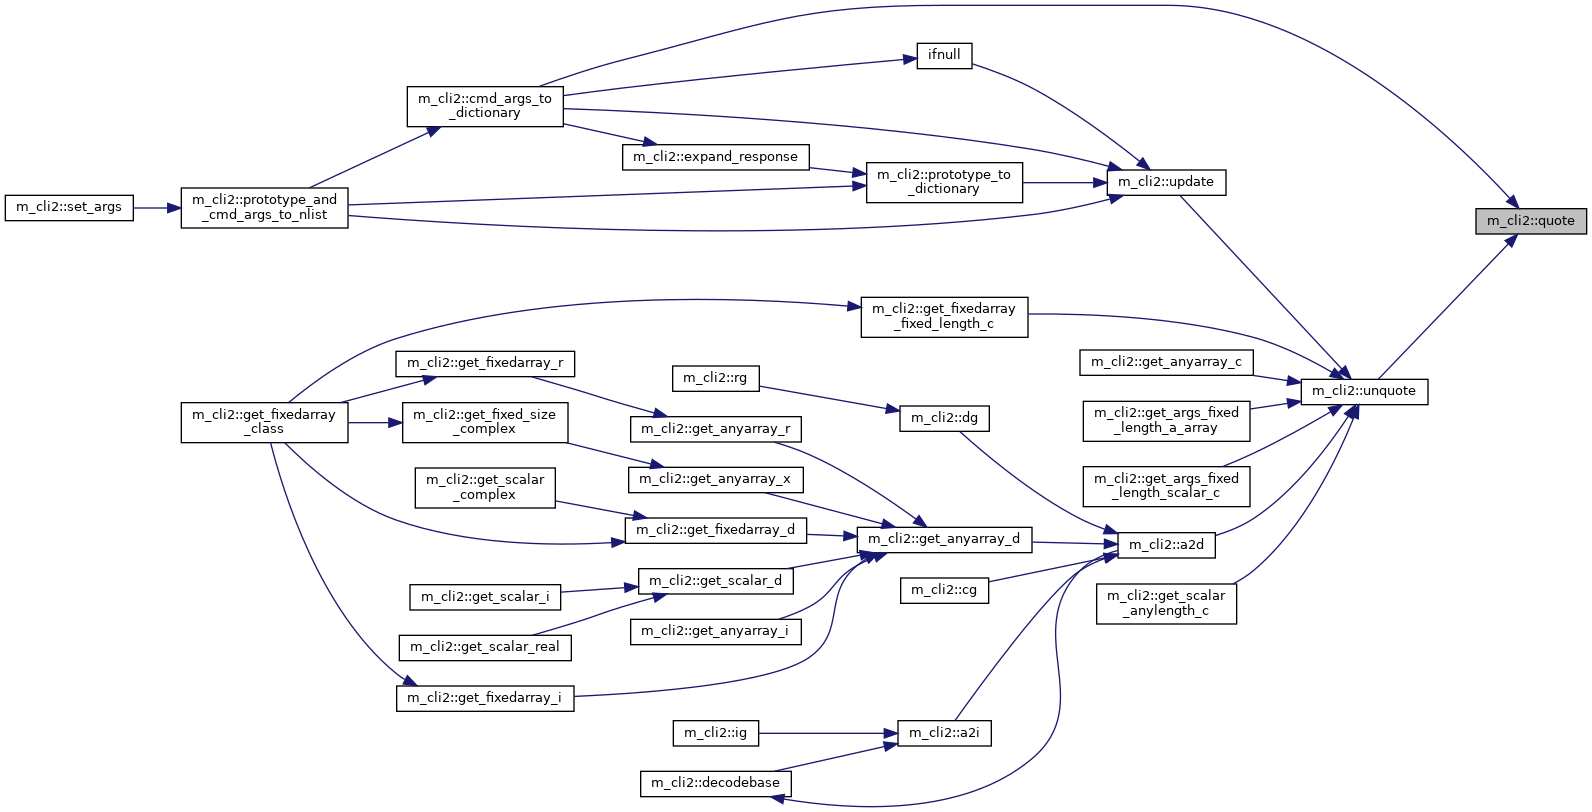 ifnull
m_cli2::cmd_args_to
_dictionary
m_cli2::expand_response
m_cli2::prototype_to
_dictionary
m_cli2::update
m_cli2::set_args
m_cli2::prototype_and
_cmd_args_to_nlist
m_cli2::quote
m_cli2::get_fixedarray
_fixed_length_c
m_cli2::get_fixedarray_r
m_cli2::get_anyarray_c
m_cli2::rg
m_cli2::unquote
m_cli2::get_fixedarray
_class
m_cli2::get_fixed_size
_complex
m_cli2::dg
m_cli2::get_args_fixed
_length_a_array
m_cli2::get_anyarray_r
m_cli2::get_scalar
_complex
m_cli2::get_anyarray_x
m_cli2::get_args_fixed
_length_scalar_c
m_cli2::get_fixedarray_d
m_cli2::get_anyarray_d
m_cli2::a2d
m_cli2::get_scalar_d
m_cli2::get_scalar_i
m_cli2::cg
m_cli2::get_scalar
_anylength_c
m_cli2::get_anyarray_i
m_cli2::get_scalar_real
m_cli2::get_fixedarray_i
m_cli2::ig
m_cli2::a2i
m_cli2::decodebase